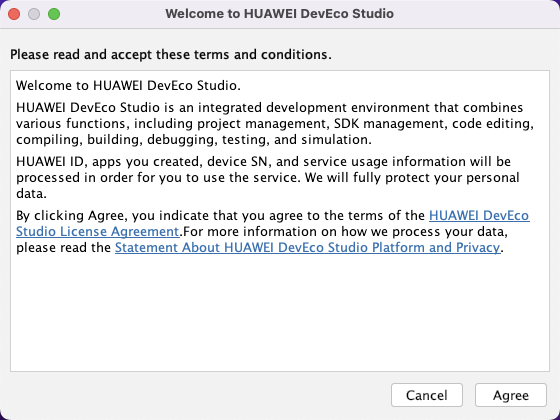 Welcome to HUAWEI DevEco Studio
Please read and accept these terms and conditions.
Welcome to HUAWEI DevEco Studio.
HUAWEI DevEco Studio is an integrated development environment that combines
various functions, including project management, SDK management, code editing,
compiling, building, debugging, testing, and simulation.
HUAWEI ID, apps you created, device SN, and service usage information will be
processed in order for you to use the service. We will fully protect your personal
data.
By clicking Agree, you indicate that you agree to the terms of the HUAWEI DevEco
Studio License Agreement.For more information on how we process your data,
please read the Statement About HUAWEI DevEco Studio Platform and Privacy.
Cancel
Agree